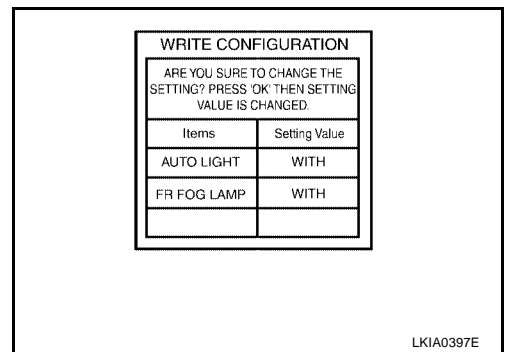 WRITE CONFIGURATION
ARE YOU SURE TO CHANGE THE
SETTING? PRESS 'OK' THEN SETTING
VALUE IS CHANGED.
Items Setting Value
AUTO LIGHT WITH
FR FOG LAMP WITH
LKIA0397E